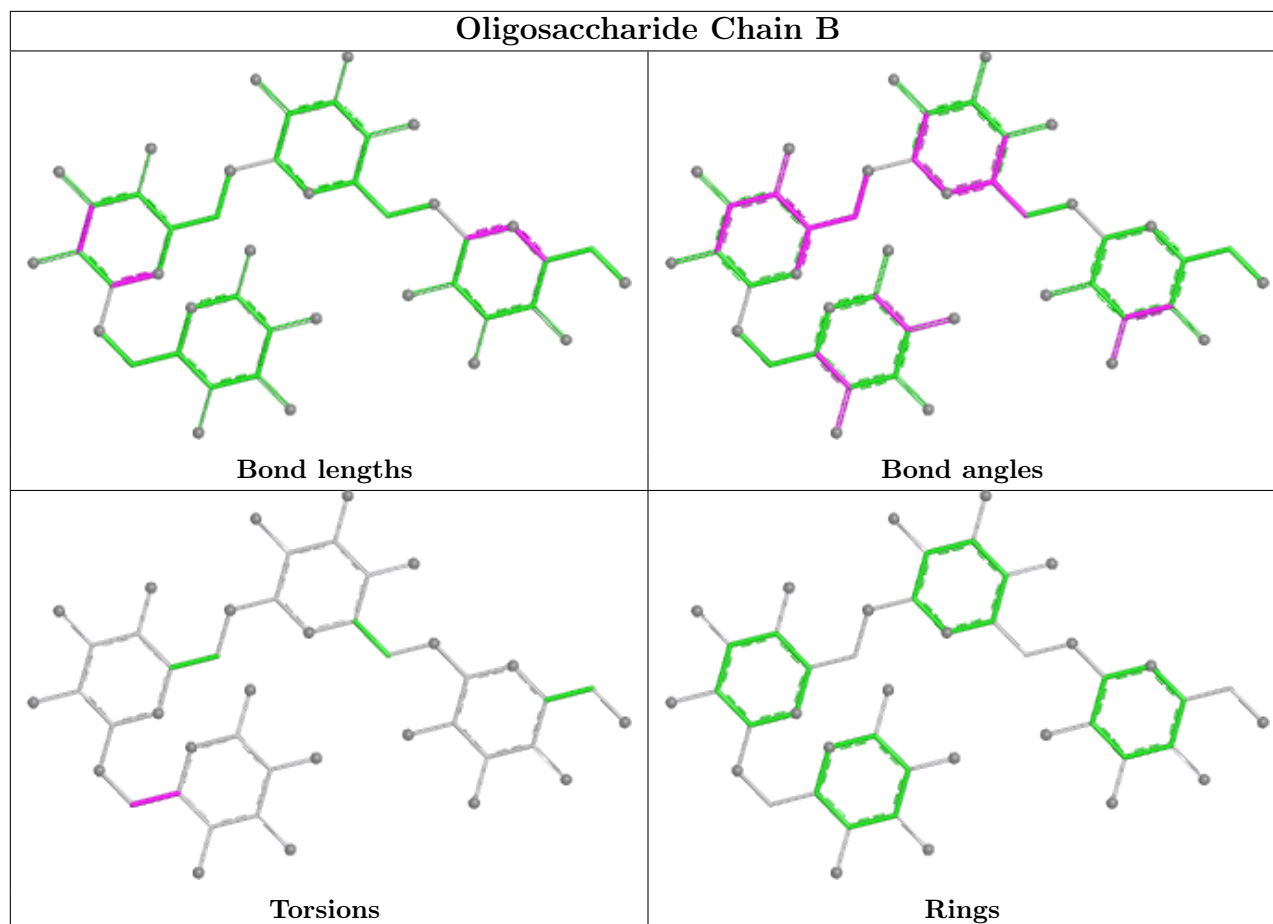 Oligosaccharide Chain B
Bond lengths
Bond angles
Torsions
Rings